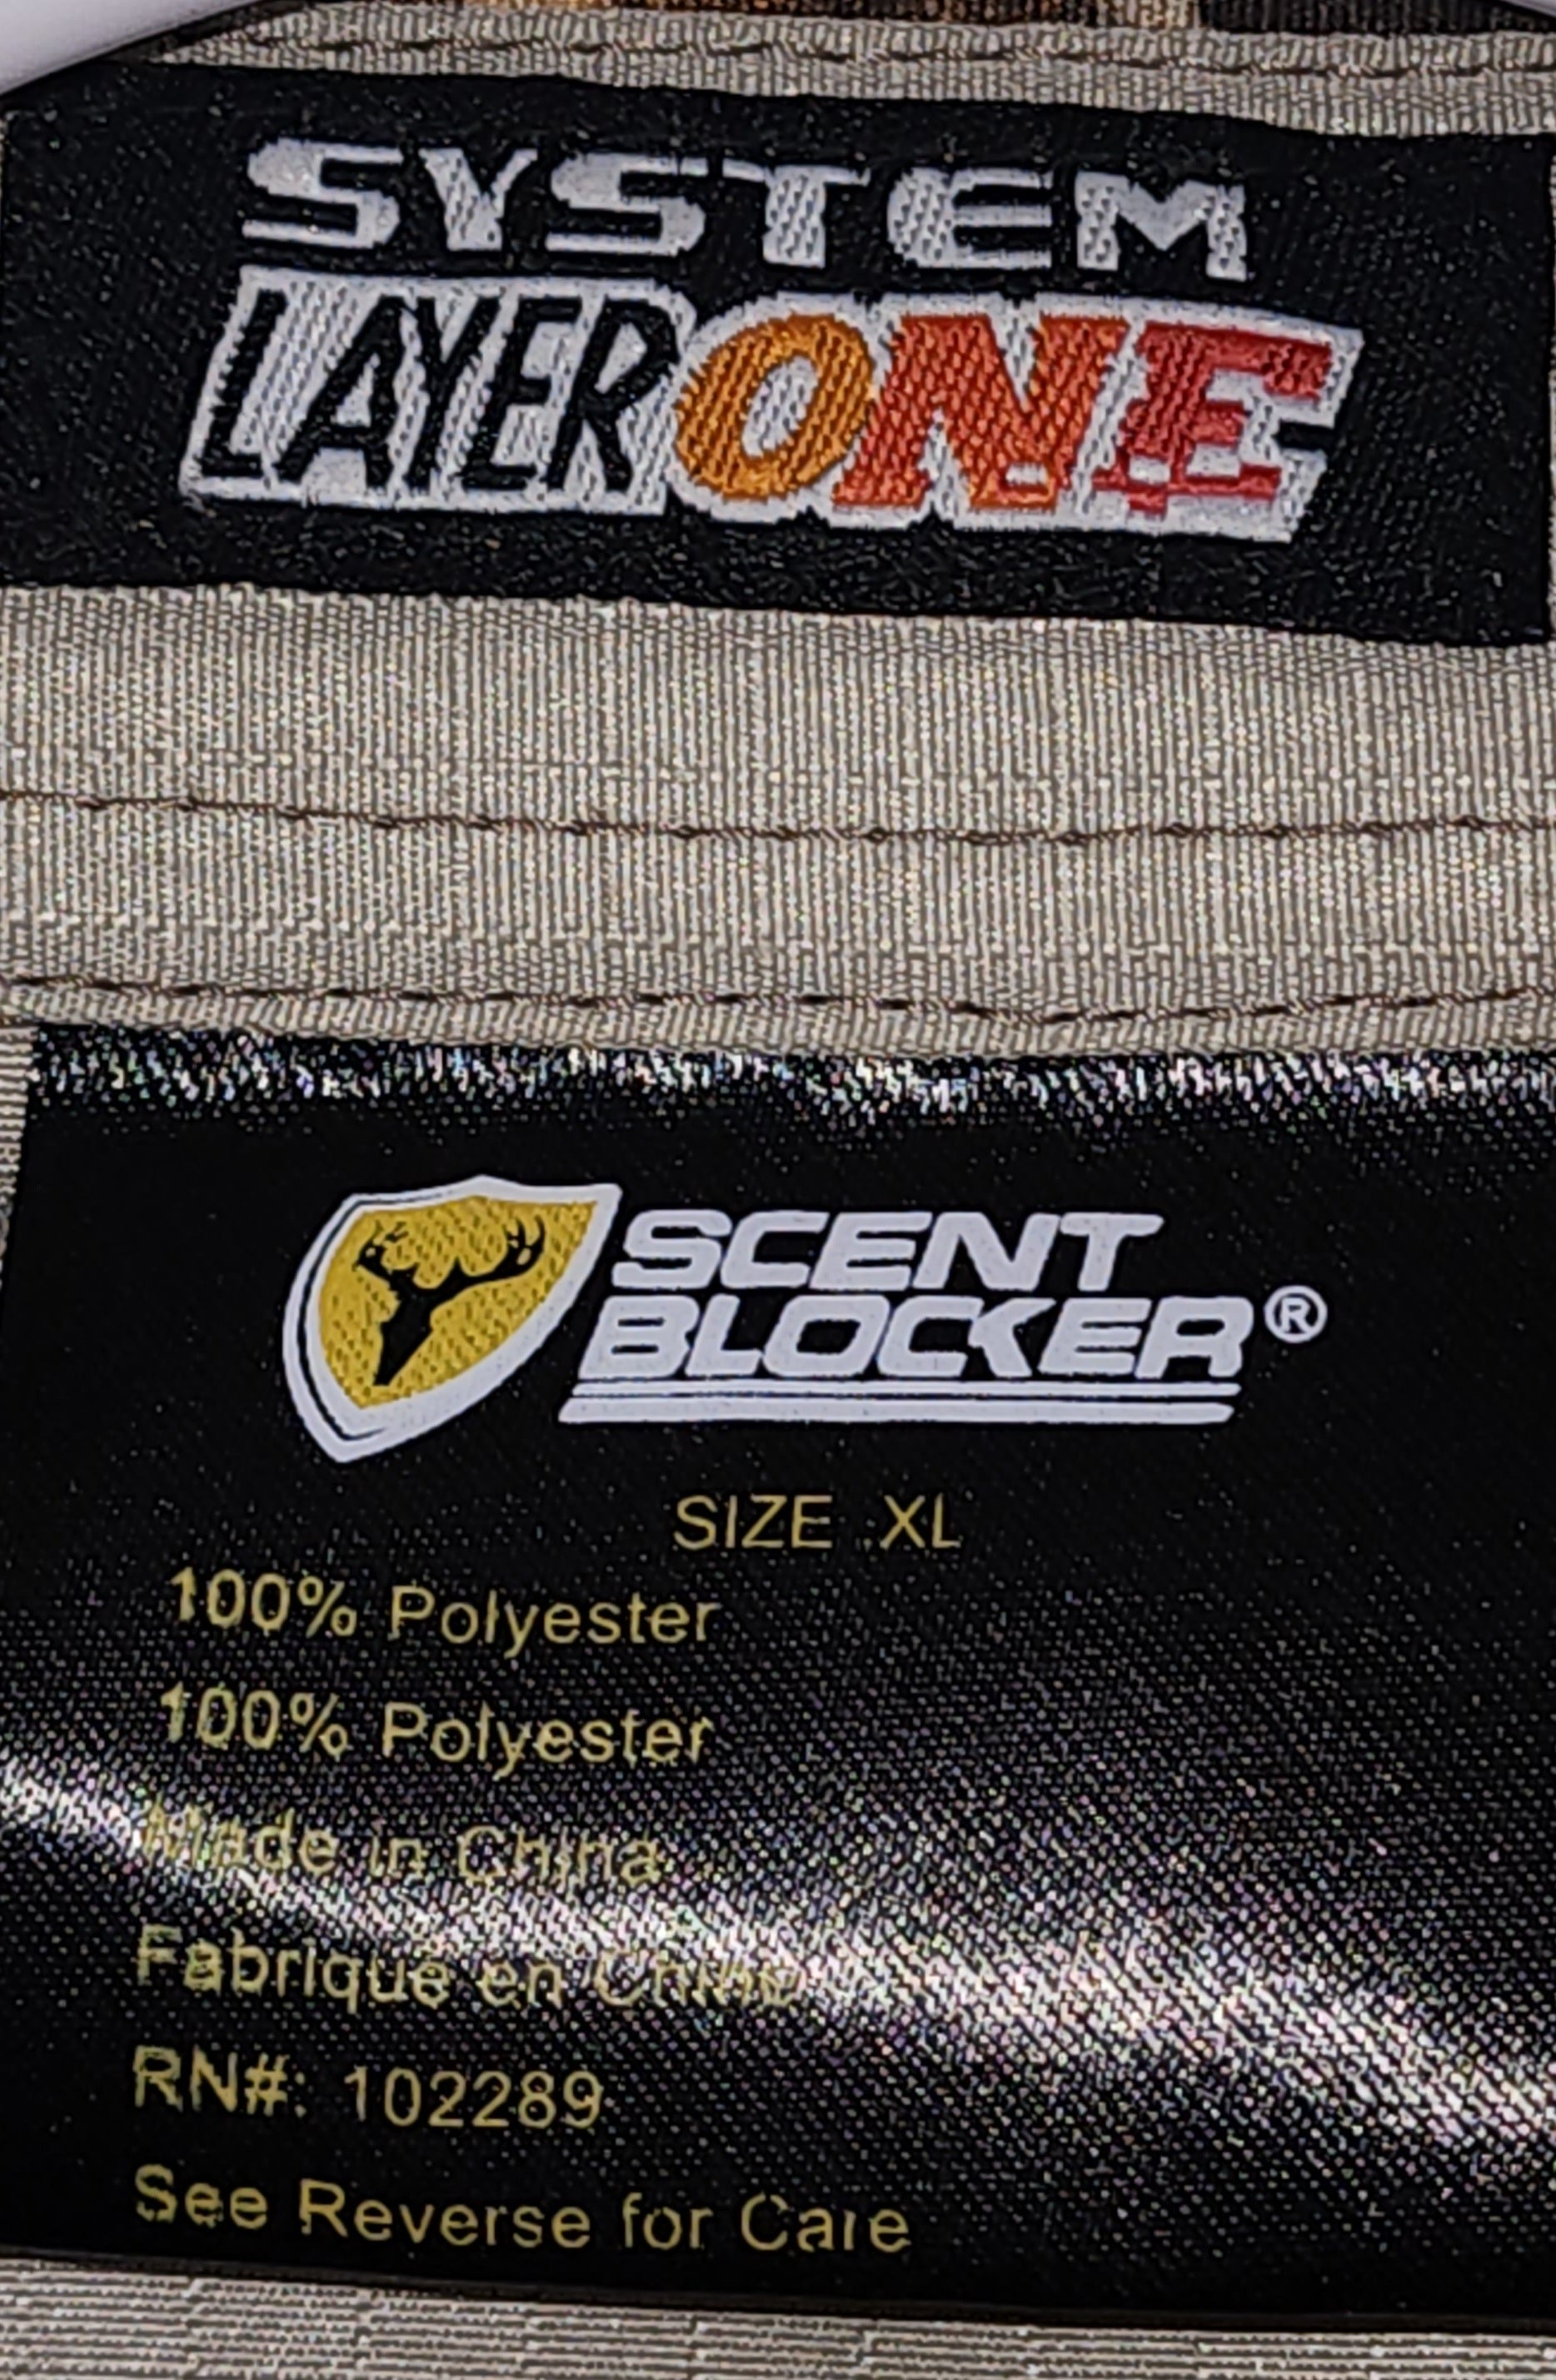 SYSTEM
LAYERONE
SCENT
BLOCKER®
SIZE XL
100% Polyester
100% Polyester
Made in China
Fabrique en Chine
RN#: 102289
See Reverse for Care